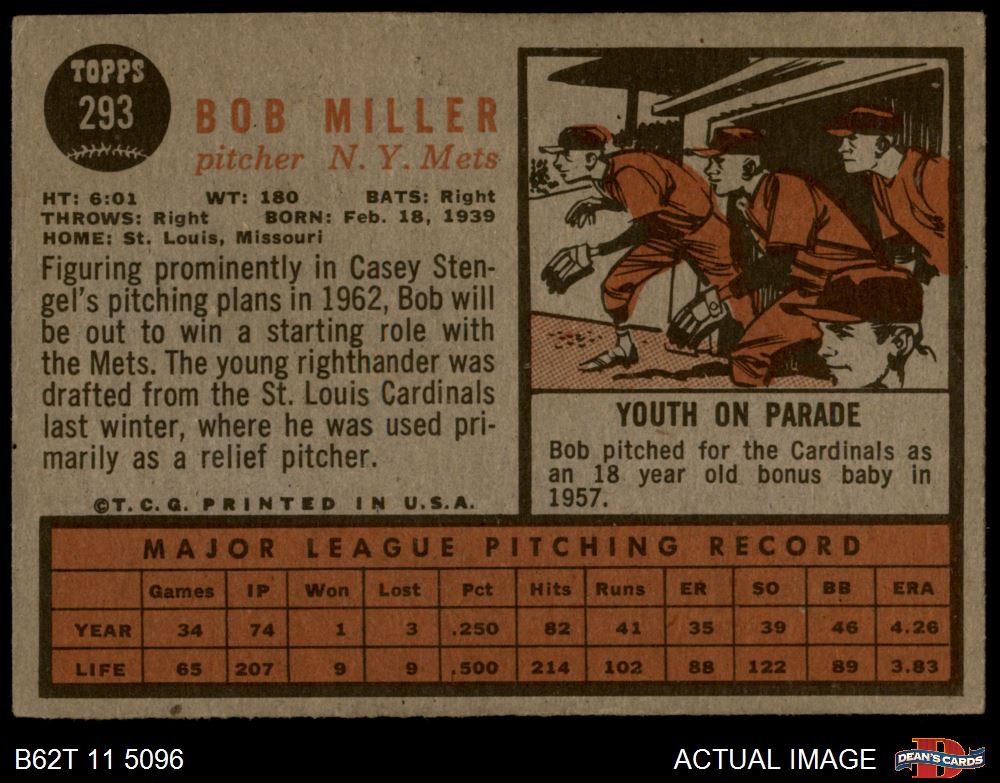 TOPPS
293
BOB MILLER
pitcher N. Y. Mets
HT: 6:01 WT: 180 BATS: Right
THROWS: Right BORN: Feb. 18, 1939
HOME: St. Louis, Missouri
Figuring prominently in Casey Sten-
gel's pitching plans in 1962, Bob will
be out to win a starting role with
the Mets. The young righthander was
drafted from the St. Louis Cardinals
last winter, where he was used pri-
marily as a relief pitcher.
©T. C. G. PRINTED IN U.S.A.
YOUTH ON PARADE
Bob pitched for the Cardinals as
an 18 year old bonus baby in
1957.
MAJOR LEAGUE PITCHING RECORD
Games IP Won Lost Pct Hits Runs ER SO BB ERA
YEAR 34 74 1 3 .250 82 41 35 39 46 4.26
LIFE 65 207 9 9 .500 214 102 88 122 89 3.83
B62T 11 5096
ACTUAL IMAGE
DEAN'S CARDS